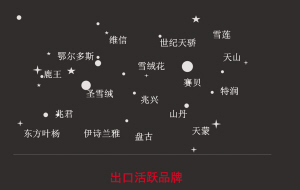 维信
世纪天骄
雪莲
鄂尔多斯
天山
雪绒花
鹿王
赛贝
圣雪绒
特润
兆兴
兆君
山丹
东方叶杨
伊诗兰雅
盘古
天蒙
出口活跃品牌